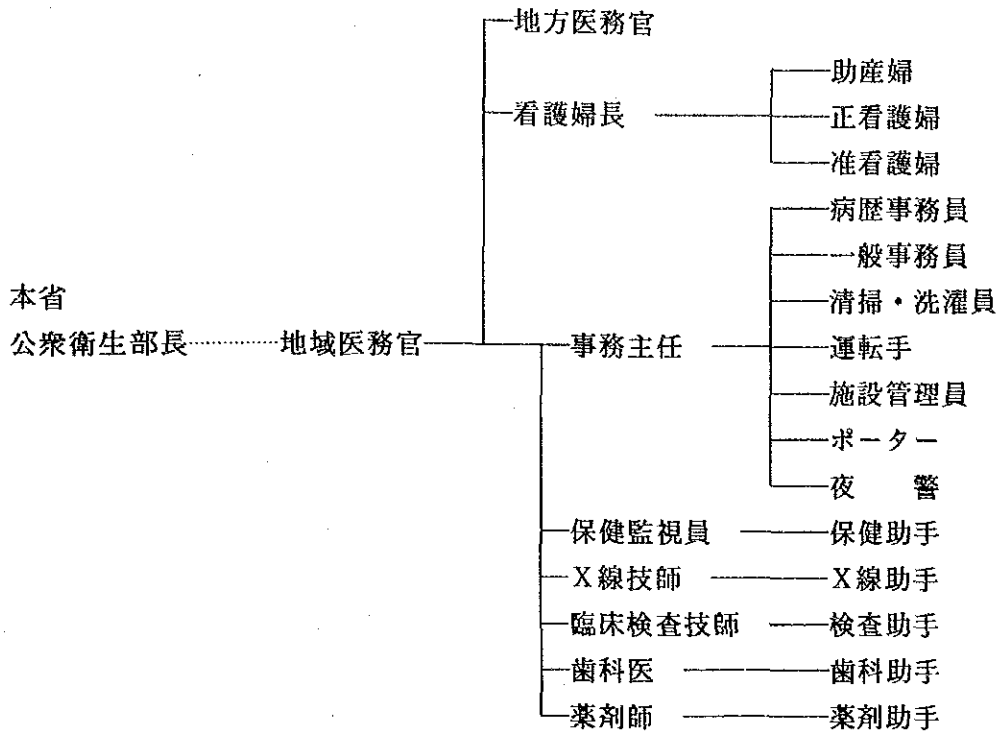 地方医務官
助産婦
看護婦長 正看護婦
准看護婦
病歴事務員
一般事務員
本省 清掃・洗濯員
公衆衛生部長 地域医務官 事務主任 運転手
施設管理員
ポーター
夜 警
保健監視員 保健助手
X線技師 X線助手
臨床検査技師 検査助手
歯科医 歯科助手
薬剤師 薬剤助手